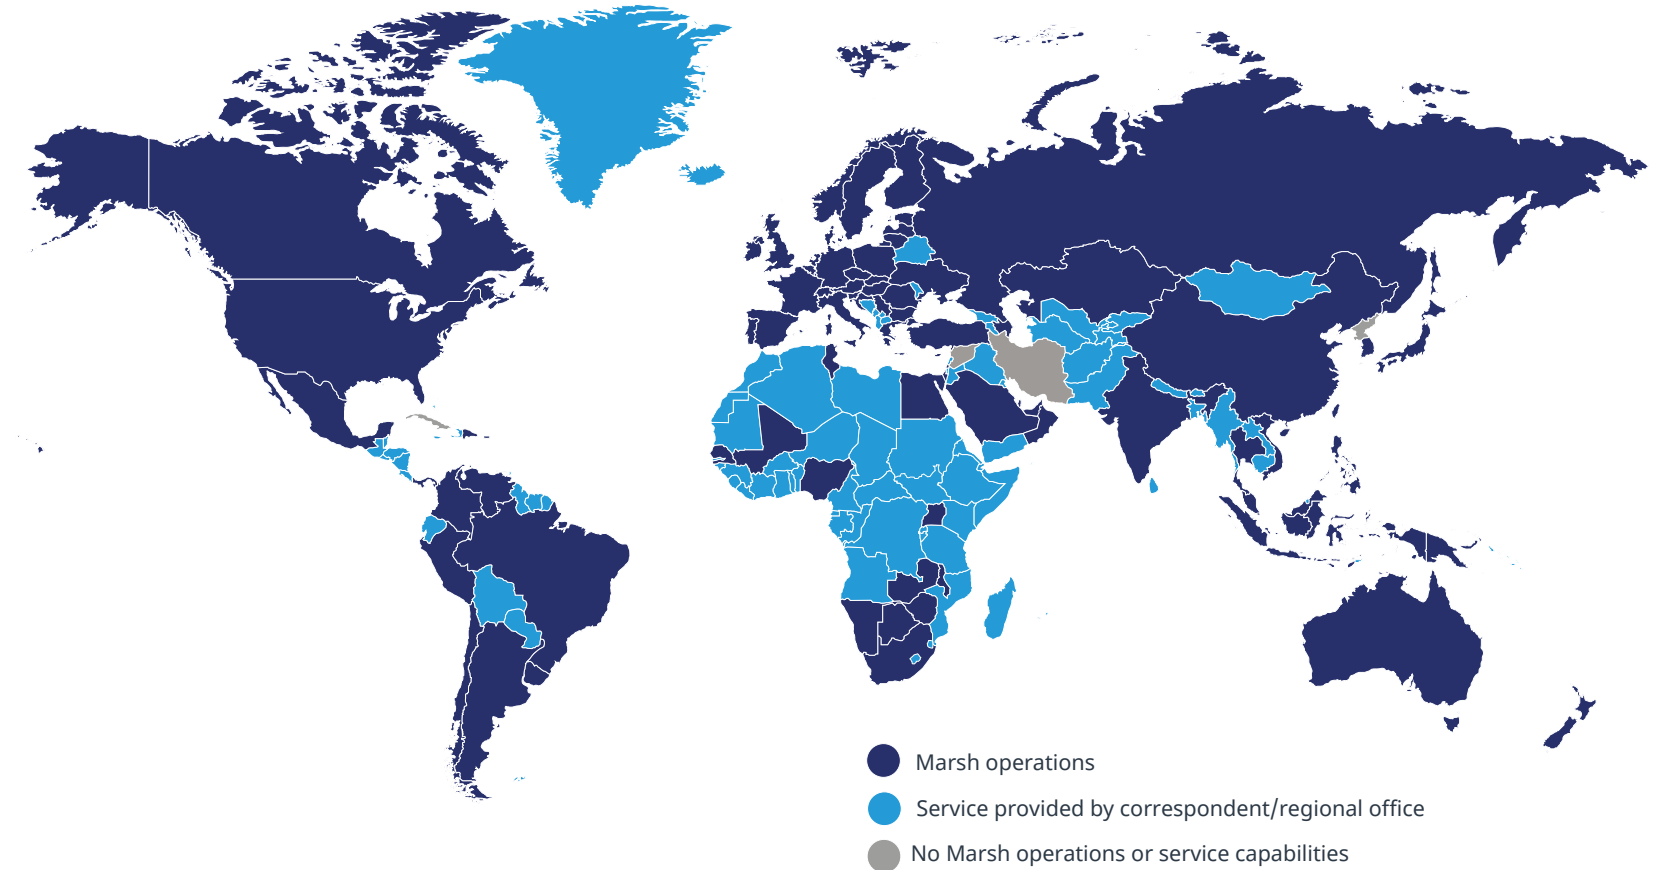 Marsh operations
Service provided by correspondent/regional office
No Marsh operations or service capabilities